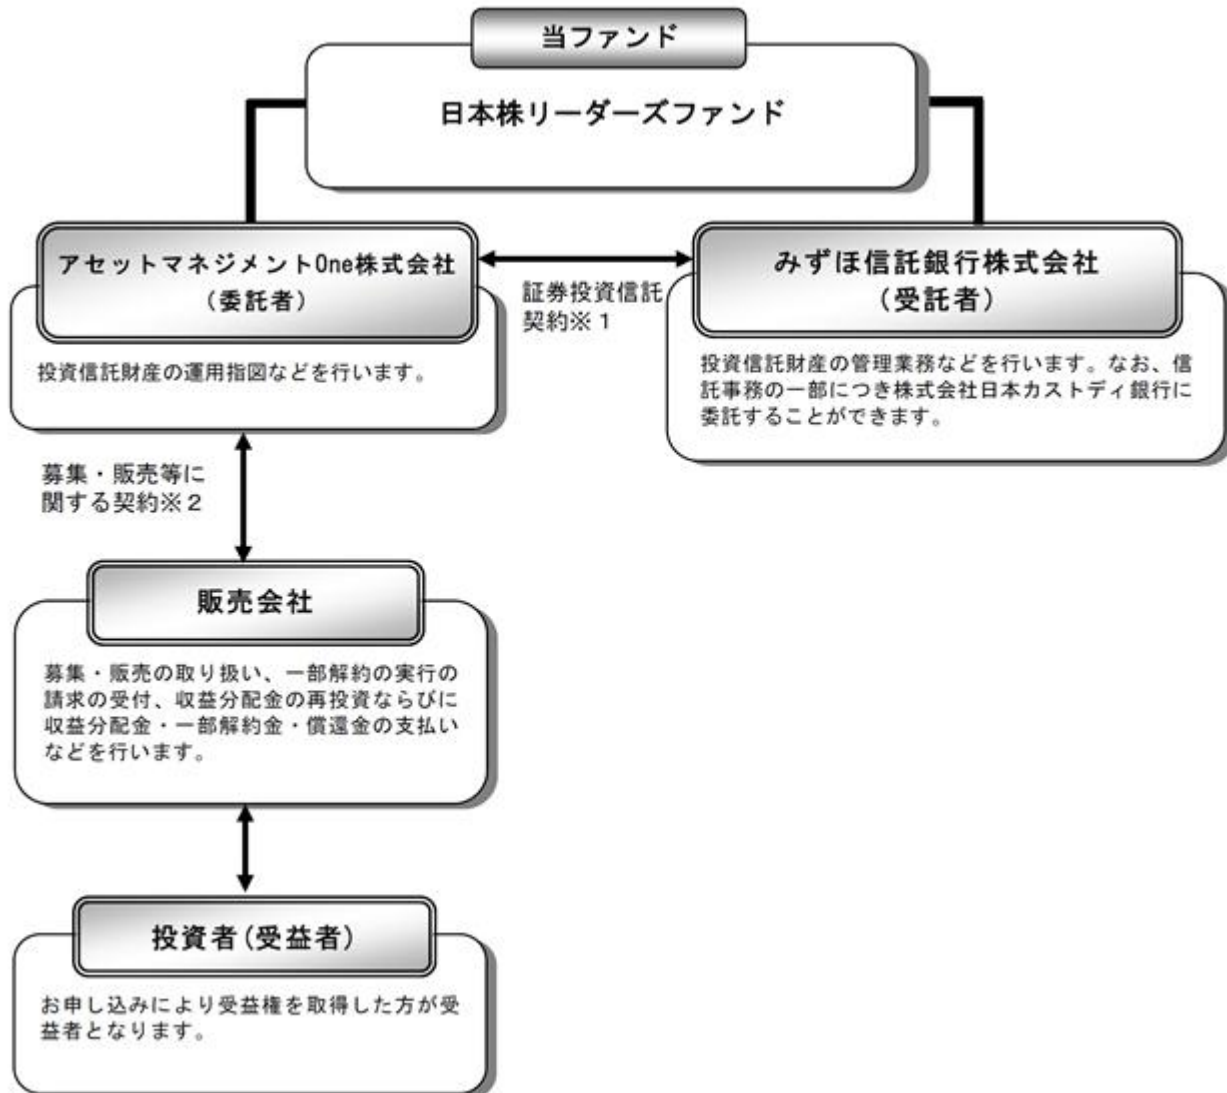 当ファンド
日本株リーダーズファンド
アセットマネジメントOne株式会社
（委託者）
投資信託財産の運用指図などを行います。
証券投資信託
契約※１
みずほ信託銀行株式会社
（受託者）
投資信託財産の管理業務などを行います。なお、信
託事務の一部につき株式会社日本カストディ銀行に
委託することができます。
募集・販売等に
関する契約※２
販売会社
募集・販売の取り扱い、一部解約の実行の
請求の受付、収益分配金の再投資ならびに
収益分配金・一部解約金・償還金の支払い
などを行います。
投資者(受益者)
お申し込みにより受益権を取得した方が受
益者となります。